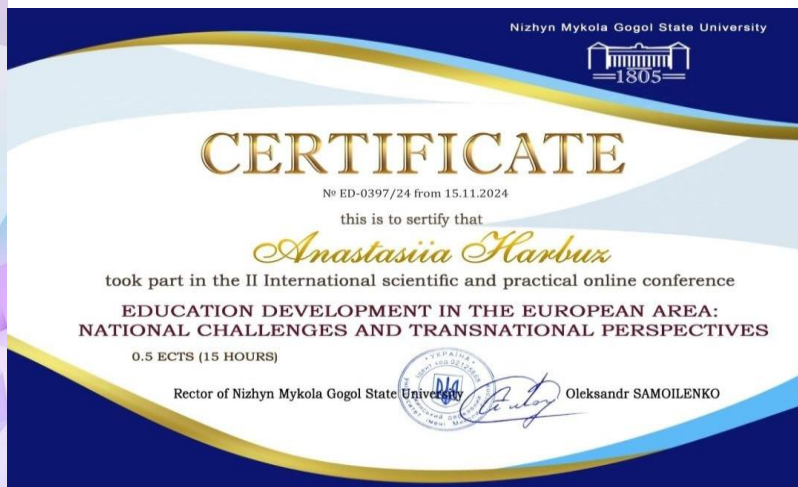 Nizhyn Mykola Gogol State University
1805
CERTIFICATE
№ ED-0397/24 from 15.11.2024
this is to sertify that
Anastasiia Harbuz
took part in the II International scientific and practical online conference
EDUCATION DEVELOPMENT IN THE EUROPEAN AREA:
NATIONAL CHALLENGES AND TRANSNATIONAL PERSPECTIVES
0.5 ECTS (15 HOURS)
Rector of Nizhyn Mykola Gogol State University
Oleksandr SAMOILENKO
УКРАЇНА